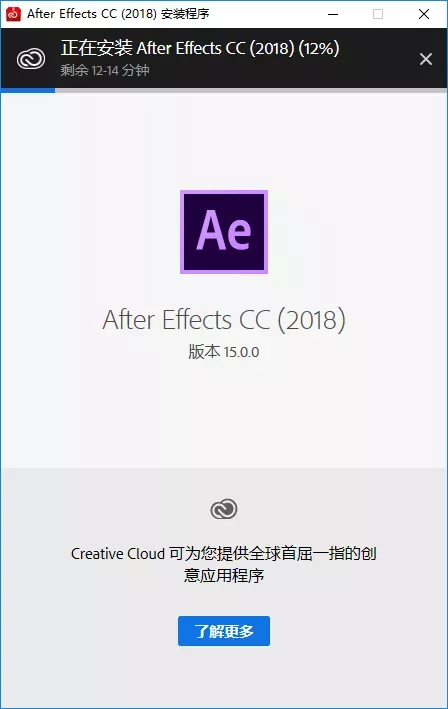 After Effects CC (2018) 安装程序
正在安装 After Effects CC (2018) (12%)
剩余 12-14 分钟
Ae
After Effects CC (2018)
版本 15.0.0
Creative Cloud 可为您提供全球首屈一指的创
意应用程序
了解更多